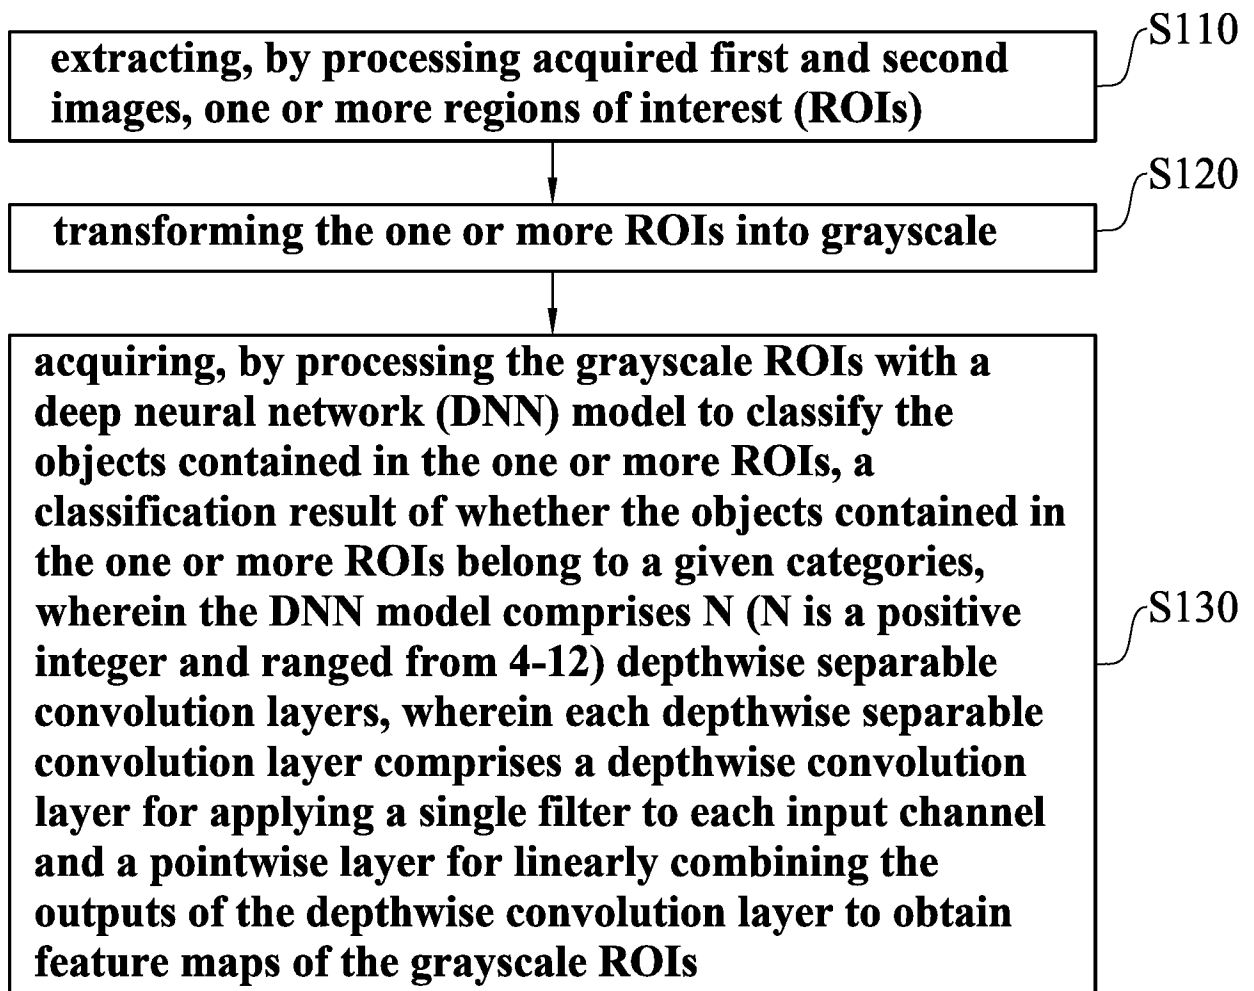 S110
extracting, by processing acquired first and second
images, one or more regions of interest (ROIs)
S120
transforming the one or more ROIs into grayscale
acquiring, by processing the grayscale ROIs with a
deep neural network (DNN) model to classify the
objects contained in the one or more ROIs, a
classification result of whether the objects contained in
the one or more ROIs belong to a given categories,
wherein the DNN model comprises N (N is a positive
integer and ranged from 4-12) depthwise separable
convolution layers, wherein each depthwise separable
convolution layer comprises a depthwise convolution
layer for applying a single filter to each input channel
and a pointwise layer for linearly combining the
outputs of the depthwise convolution layer to obtain
feature maps of the grayscale ROIs
S130